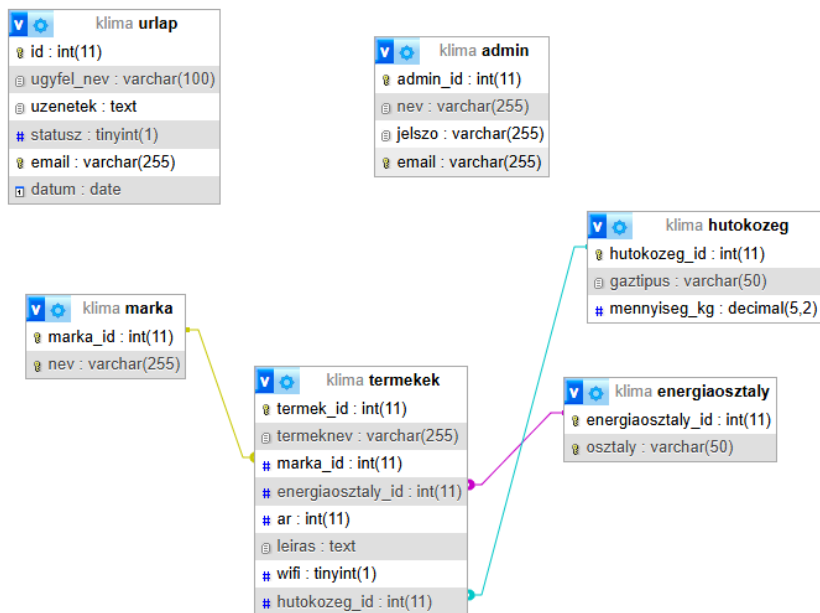 klima urlap
id : int(11)
ugyfel_nev : varchar(100)
uzenetek : text
# statusz : tinyint(1)
email : varchar(255)
datum : date
klima admin
admin_id : int(11)
nev : varchar(255)
jelszo : varchar(255)
email : varchar(255)
klima hutokozeg
hutokozeg_id : int(11)
gaztipus : varchar(50)
# mennyiseg_kg : decimal(5,2)
klima marka
marka_id : int(11)
nev : varchar(255)
klima termekek
termek_id : int(11)
termeknev : varchar(255)
# marka_id : int(11)
# energiaosztaly_id : int(11)
# ar : int(11)
leiras : text
# wifi : tinyint(1)
# hutokozeg_id : int(11)
klima energiaosztaly
energiaosztaly_id : int(11)
osztaly : varchar(50)